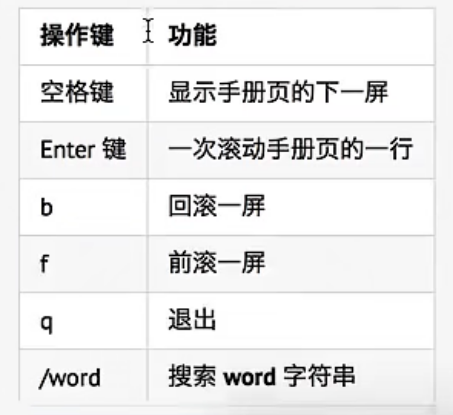 操作键 功能
空格键 显示手册页的下一屏
Enter 键 一次滚动手册页的一行
b 回滚一屏
f 前滚一屏
q 退出
/word 搜索 word 字符串